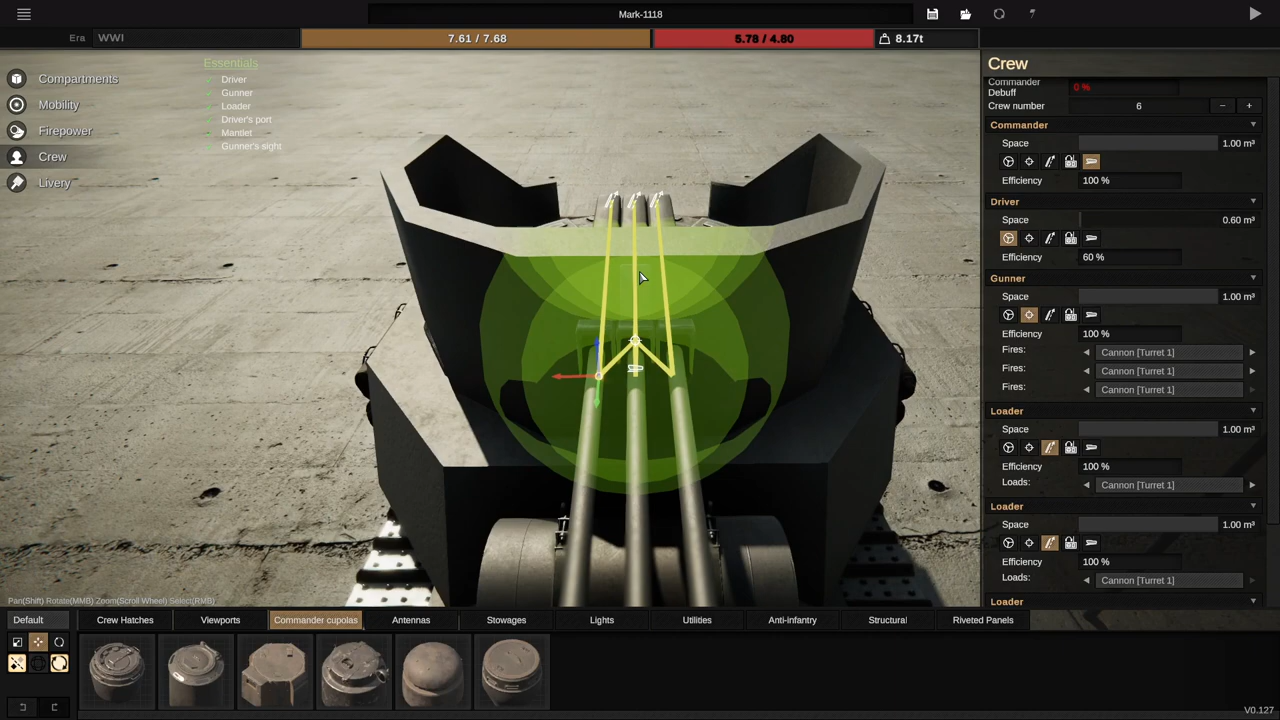 Mark-1118
Era WWI
7.61 / 7.68
5.78 / 4.80
8.17t
Compartments
Mobility
Firepower
Crew
Livery
Essentials
Driver
Gunner
Loader
Driver's port
Mantlet
Gunner's sight
Crew
Commander
Debuff
0 %
Crew number 6 − +
Commander
Space 1.00 m³
Efficiency 100 %
Driver
Space 0.60 m³
Efficiency 60 %
Gunner
Space 1.00 m³
Efficiency 100 %
Fires: Cannon [Turret 1]
Fires: Cannon [Turret 1]
Fires: Cannon [Turret 1]
Loader
Space 1.00 m³
Efficiency 100 %
Loads: Cannon [Turret 1]
Loader
Space 1.00 m³
Efficiency 100 %
Loads: Cannon [Turret 1]
Loader
Pan(Shift) Rotate(MMB) Zoom(Scroll Wheel) Select(RMB)
Default
Crew Hatches
Viewports
Commander cupolas
Antennas
Stowages
Lights
Utilities
Anti-infantry
Structural
Riveted Panels
V0.127